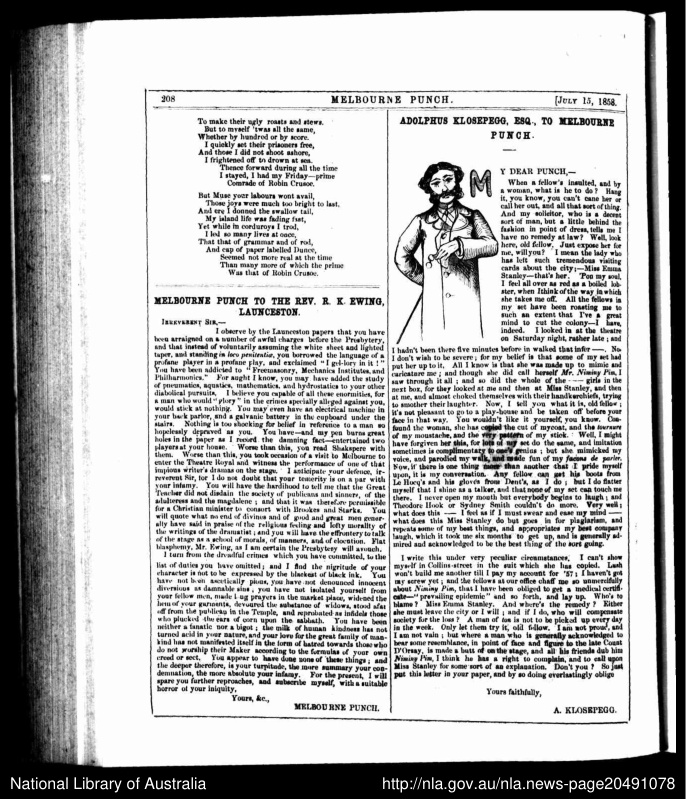 208
MELBOURNE PUNCH.
[JULY 15, 1858.
To make their ugly roasts and stews.
But to myself 'twas all the same,
Whether by hundred or by score.
I quickly set their prisoners free,
And those I did not shoot ashore,
I frightened off to drown at sea.
Thence forward during all the time
I stayed, I had my Friday—prime
Comrade of Robin Crusoe.
But Muse your labours wont avail,
Those joys were much too bright to last,
And ere I donned the swallow tail,
My island life was fading fast,
Yet while in corduroys I trod,
I led so many lives at once,
That that of grammar and of rod,
And cap of paper labelled Dunce,
Seemed not more real at the time
Than many more of which the prime
Was that of Robin Crusoe.
MELBOURNE PUNCH TO THE REV. R. K. EWING,
LAUNCESTON.
IRREVERENT SIR,—
I observe by the Launceston papers that you have
been arraigned on a number of awful charges before the Presbytery,
and that instead of voluntarily assuming the white sheet and lighted
taper, and standing in loco penitentiæ, you borrowed the language of a
profane player in a profane play, and exclaimed "I gel-lory in it!"
You have been addicted to "Freemasonry, Mechanics Institutes, and
Philharmonics." For aught I know, you may have added the study
of pneumatics, aquatics, mathematics, and hydrostatics to your other
diabolical pursuits. I believe you capable of all these enormities, for
a man who would "glory" in the crimes specially alleged against you,
would stick at nothing. You may even have an electrical machine in
your back parlor, and a galvanic battery in the cupboard under the
stairs. Nothing is too shocking for belief in reference to a man so
hopelessly depraved as you. You have—and my pen burns great
holes in the paper as I record the damning fact—entertained two
players at your house. Worse than this, you read Shakspere with
them. Worse than this, you took occasion of a visit to Melbourne to
enter the Theatre Royal and witness the performance of one of that
impious writer's dramas on the stage. I anticipate your defence, ir-
reverent Sir, for I do not doubt that your temerity is on a par with
your infamy. You will have the hardihood to tell me that the Great
Teacher did not disdain the society of publicans and sinners, of the
adulteress and the magdalene; and that it was therefore permissible
for a Christian minister to consort with Brookes and Starks. You
will quote what no end of divines and of good and great men gener-
ally have said in praise of the religious feeling and lofty morality of
the writings of the dramatist; and you will have the effrontery to talk
of the stage as a school of morals, of manners, and of elocution. Flat
blasphemy, Mr. Ewing, as I am certain the Presbytery will avouch.
I turn from the dreadful crimes which you have committed, to the
list of duties you have omitted; and I find the nigritude of your
character is not to be expressed by the blackest of black ink. You
have not been ascetically pious, you have not denounced innocent
diversions as damnable sins, you have not isolated yourself from
your fellow men, made long prayers in the market place, widened the
hem of your garments, devoured the substance of widows, stood afar
off from the publican in the Temple, and reprobated as infidels those
who plucked the ears of corn upon the sabbath. You have been
neither a fanatic nor a bigot; the milk of human kindness has not
turned acid in your nature, and your love for the great family of man-
kind has not manifested itself in the form of hatred towards those who
do not worship their Maker according to the formulas of your own
creed or sect. You appear to have done none of these things; and
the deeper therefore, is your turpitude, the more summary your con-
demnation, the more absolute your infamy. For the present, I will
spare you further reproaches, and subscribe myself, with a suitable
horror of your iniquity,
Yours, &c.,
MELBOURNE PUNCH.
ADOLPHUS KLOSEPEGG, ESQ., TO MELBOURNE
PUNCH.
MY DEAR PUNCH,—
When a fellow's insulted, and by
a woman, what is he to do? Hang
it, you know, you can't cane her or
call her out, and all that sort of thing.
And my solicitor, who is a decent
sort of man, but a little behind the
fashion in point of dress, tells me I
have no remedy at law? Well, look
here, old fellow, Just expose her for
me, will you? I mean the lady who
has left such tremendous visiting
cards about the city;—Miss Emma
Stanley—that's her. 'Pon my soul,
I feel all over as red as a boiled lob-
ster, when I think of the way in which
she takes me off. All the fellows in
my set have been roasting me to
such an extent that I've a great
mind to cut the colony—I have,
indeed. I looked in at the theatre
on Saturday night, rather late; and
I hadn't been there five minutes before in walked that infer——. No-
I don't wish to be severe; for my belief is that some of my set had
put her up to it. All I know is that she was made up to mimic and
caricature me; and though she did call herself Mr. Niminy Pim, I
saw through it all; and so did the whole of the —— girls in the
next box, for they looked at me and then at Miss Stanley, and then
at me, and almost choked themselves with their handkerchiefs, trying
to smother their laughter. Now, I tell you what it is, old fellow;
it's not pleasant to go to a play-house and be taken off before your
face in that way. You wouldn't like it yourself, you know. Con-
found the woman, she has copied the cut of my coat, and the tournure
of my moustache, and the very pattern of my stick. Well, I might
have forgiven her this, for lots of my set do the same, and imitation
sometimes is complimentary to one's genius; but she mimicked my
voice, and parodied my walk, and made fun of my facons de parler.
Now, if there is one thing more than another that I pride myself
upon, it is my conversation. Any fellow can get his boots from
Le Hocq's and his gloves from Dent's, as I do; but I do flatter
myself that I shine as a talker, and that none of my set can touch me
there. I never open my mouth but everybody begins to laugh; and
Theodore Hook or Sydney Smith couldn't do more. Very well;
what does this —— I feel as if I must swear and ease my mind ——
what does this Miss Stanley do but goes in for plagiarism, and
repeats some of my best things, and appropriates my best company
laugh, which it took me six months to get up, and is generally ad-
mired and acknowledged to be the best thing of the sort going.
I write this under very peculiar circumstances, I can't show
myself in Collins-street in the suit which she has copied. Lush
won't build me another till I pay my account for '57; I haven't got
my screw yet; and the fellows at our office chaff me so unmercifully
about Niminy Pim, that I have been obliged to get a medical certifi-
cate—"prevailing epidemic" and so forth, and lay up. Who's to
blame? Miss Emma Stanley. And where's the remedy? Either
she must leave the city or I will; and if I do, who will compensate
society for the loss? A man of ton is not to be picked up every day
in the week. Only let them try it, old fellow. I am not proud, and
I am not vain; but where a man who is generally acknowledged to
bear some resemblance, in point of face and figure to the late Count
D'Orsay, is made a butt of on the stage, and all his friends dub him
Niminy Pim, I think he has a right to complain, and to call upon
Miss Stanley for some sort of an explanation. Don't you? So just
put this letter in your paper, and by so doing everlastingly oblige
Yours faithfully,
A. KLOSEPEGG.
National Library of Australia
http://nla.gov.au/nla.news-page20491078